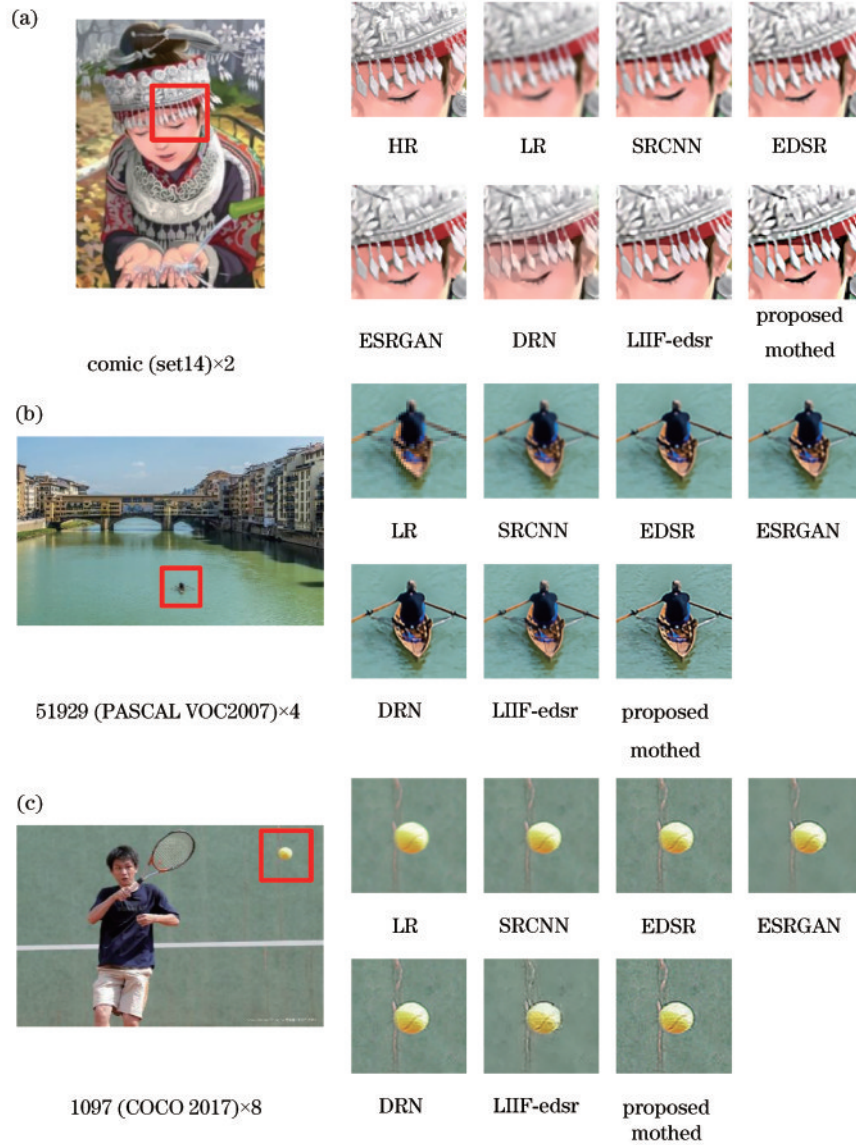 (a)
HR LR SRCNN EDSR
ESRGAN DRN LIIF-edsr proposed
mothed
comic (set14)×2
(b)
LR SRCNN EDSR ESRGAN
DRN LIIF-edsr proposed
mothed
51929 (PASCAL VOC2007)×4
(c)
LR SRCNN EDSR ESRGAN
DRN LIIF-edsr proposed
mothed
1097 (COCO 2017)×8